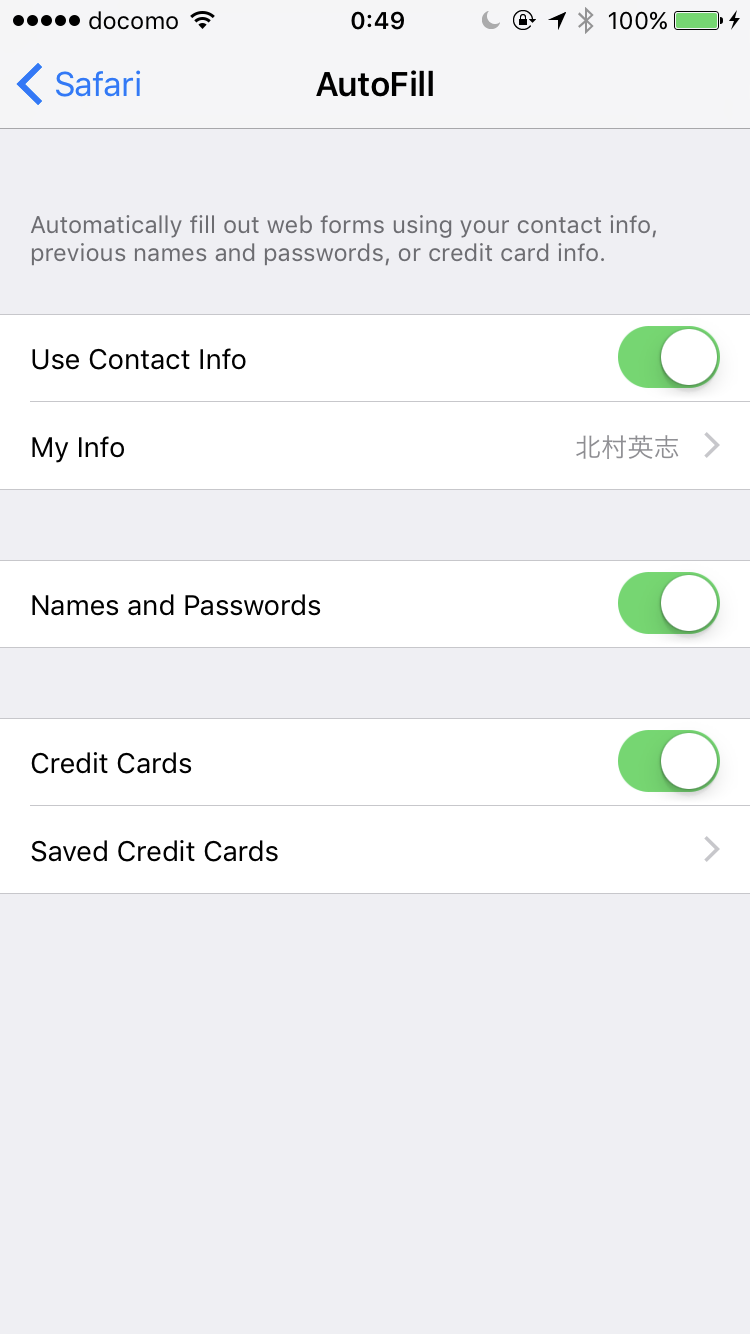 docomo 0:49 100%
Safari AutoFill
Automatically fill out web forms using your contact info,
previous names and passwords, or credit card info.
Use Contact Info
My Info 北村英志
Names and Passwords
Credit Cards
Saved Credit Cards